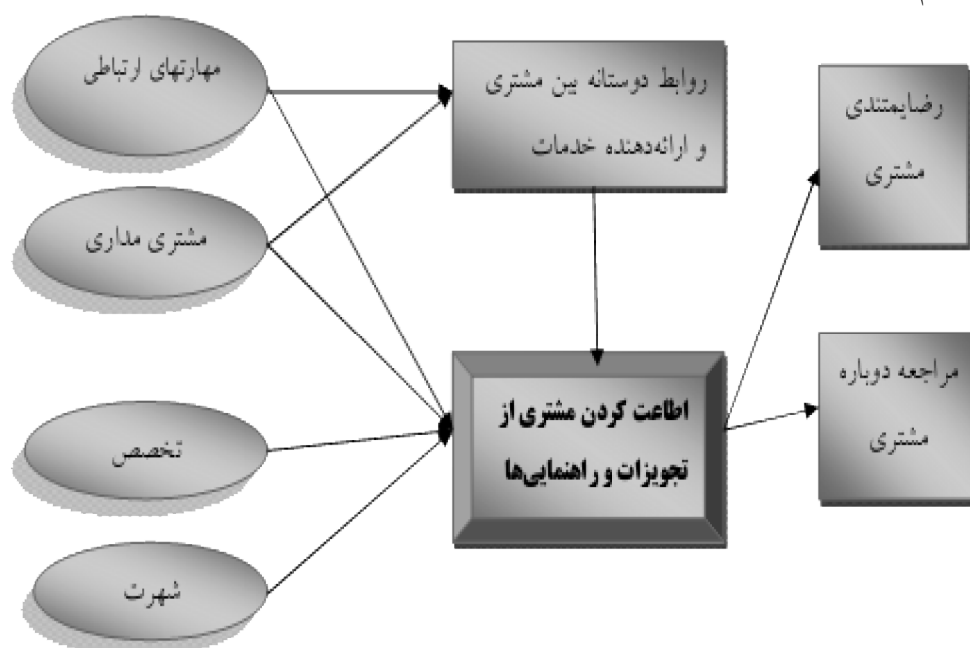 مهارتهای ارتباطی
روابط دوستانه بین مشتری
و ارائه‌دهنده خدمات
رضایمتندی
مشتری
مشتری مداری
مراجعه دوباره
مشتری
اطاعت کردن مشتری از
تجویزات و راهنمایی‌ها
تخصص
شهرت